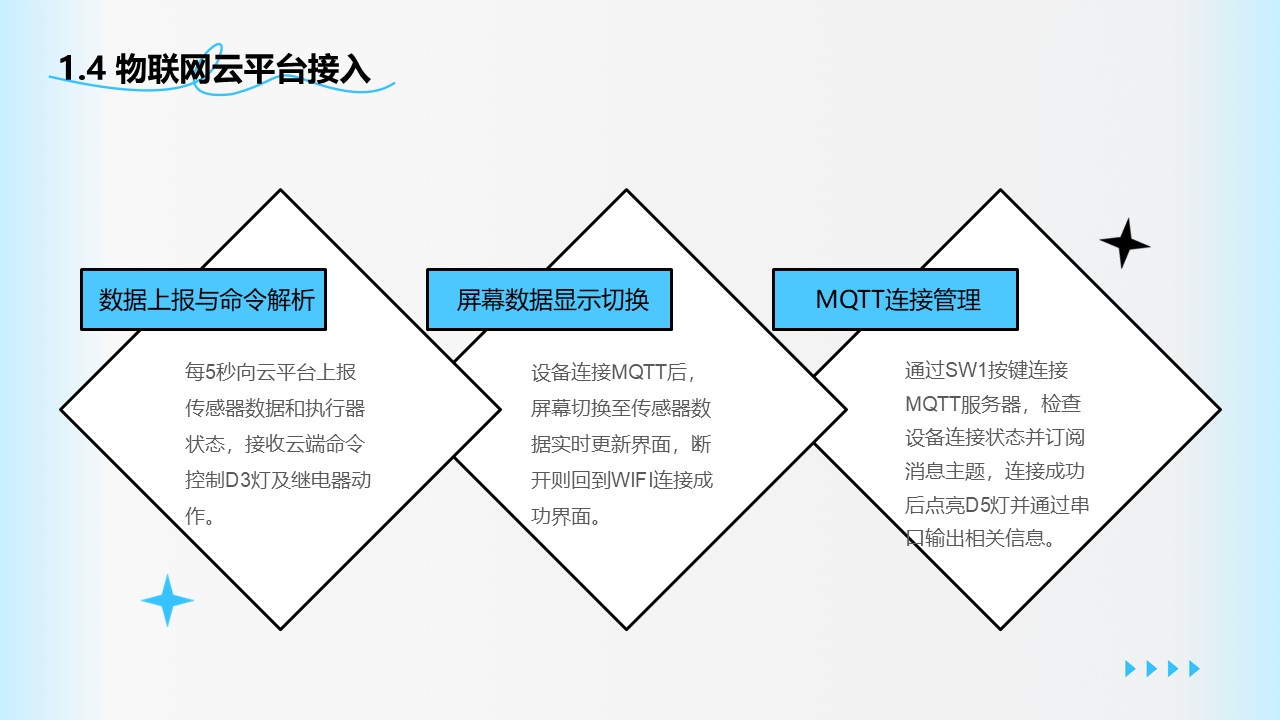 1.4 物联网云平台接入
数据上报与命令解析
每5秒向云平台上报
传感器数据和执行器
状态，接收云端命令
控制D3灯及继电器动
作。
屏幕数据显示切换
设备连接MQTT后，
屏幕切换至传感器数
据实时更新界面，断
开则回到WIFI连接成
功界面。
MQTT连接管理
通过SW1按键连接
MQTT服务器，检查
设备连接状态并订阅
消息主题，连接成功
后点亮D5灯并通过串
口输出相关信息。